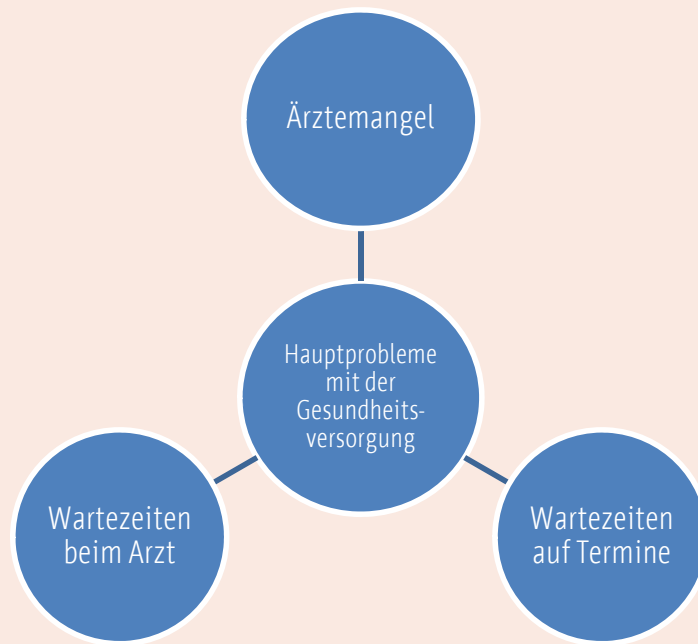 Ärztemangel
Hauptprobleme
mit der
Gesundheits-
versorgung
Wartezeiten
beim Arzt
Wartezeiten
auf Termine